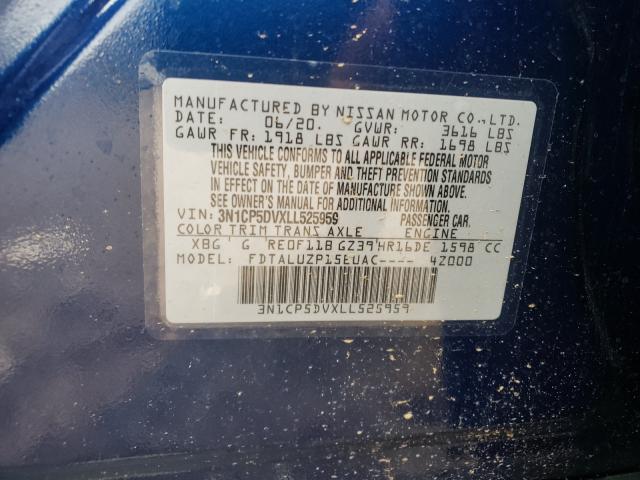 MANUFACTURED BY NISSAN MOTOR CO.,LTD.
DATE: 06/20. GVWR: 3616 LBS
GAWR FR: 1918 LBS GAWR RR: 1698 LBS
THIS VEHICLE CONFORMS TO ALL APPLICABLE FEDERAL MOTOR
VEHICLE SAFETY, BUMPER AND THEFT PREVENTION STANDARDS
IN EFFECT ON THE DATE OF MANUFACTURE SHOWN ABOVE.
SEE OWNER'S MANUAL FOR ADDITIONAL INFORMATION.
VIN: 3N1CP5DVXLL525959 PASSENGER CAR.
COLOR TRIM TRANS AXLE ENGINE
XBG G RE0F11B GZ39 HR16DE 1598 CC
MODEL: FDTALUZP15EUAC---- 42000
3N1CP5DVXLL525959